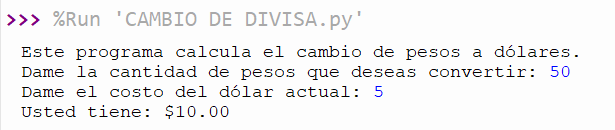 >>> %Run 'CAMBIO DE DIVISA.py'
Este programa calcula el cambio de pesos a dólares.
Dame la cantidad de pesos que deseas convertir: 50
Dame el costo del dólar actual: 5
Usted tiene: $10.00